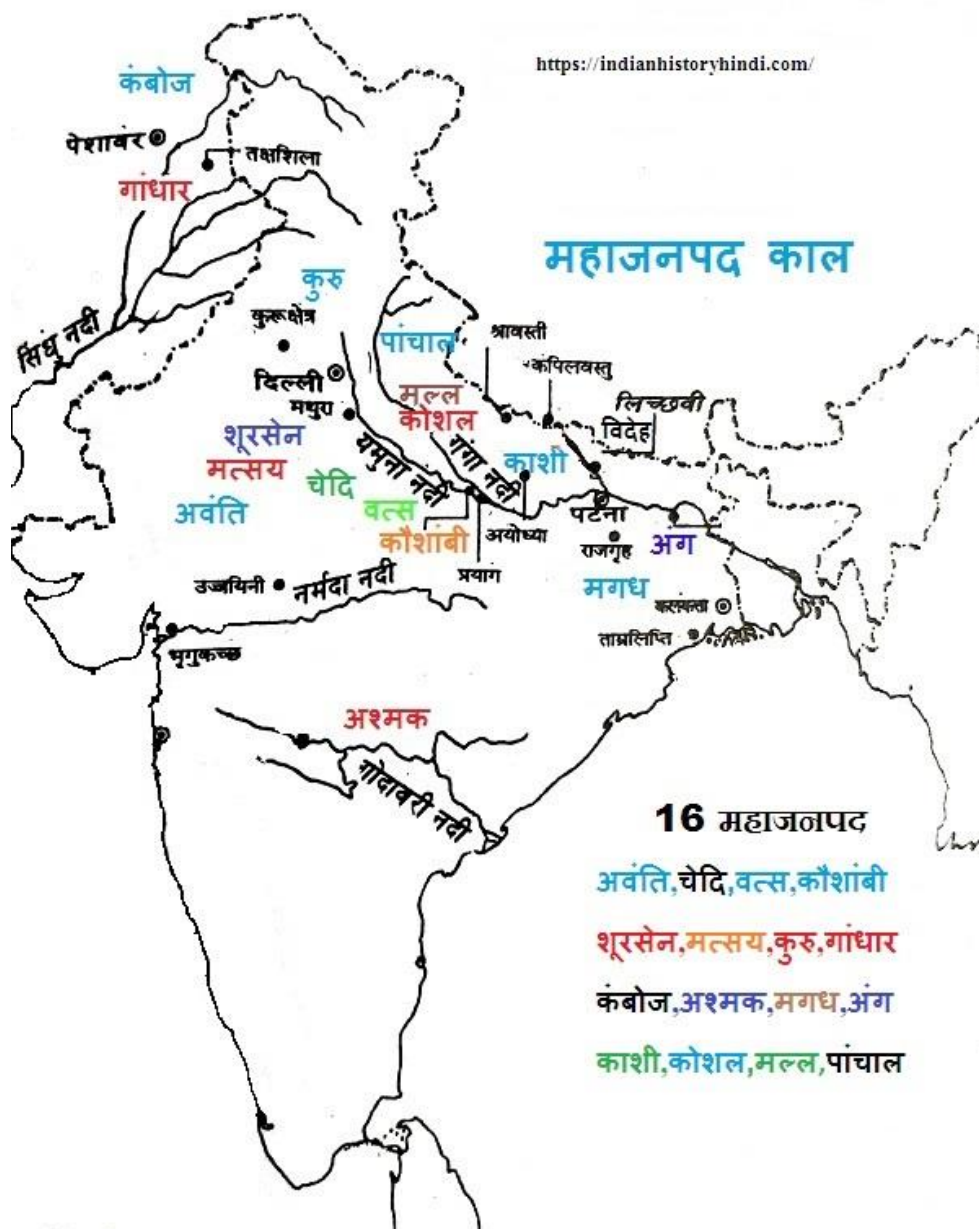 https://indianhistoryhindi.com/
कंबोज
पेशावर
तक्षशिला
गांधार
महाजनपद काल
कुरु
कुरूक्षेत्र
सिंधु नदी
पांचाल
श्रावस्ती
कपिलवस्तु
दिल्ली
मथुरा
मल्ल
कोशल
लिच्छवी
विदेह
शूरसेन
मत्सय
यमुना नदी
गंगा नदी
काशी
चेदि
अवंति
वत्स
कौशांबी
अयोध्या
पटना
राजगृह
अंग
प्रयाग
उज्जयिनी
नर्मदा नदी
मगध
कलकत्ता
ताम्रलिप्ति
भृगुकच्छ
अश्मक
गोदावरी नदी
16 महाजनपद
अवंति,चेदि,वत्स,कौशांबी
शूरसेन,मत्सय,कुरु,गांधार
कंबोज,अश्मक,मगध,अंग
काशी,कोशल,मल्ल,पांचाल